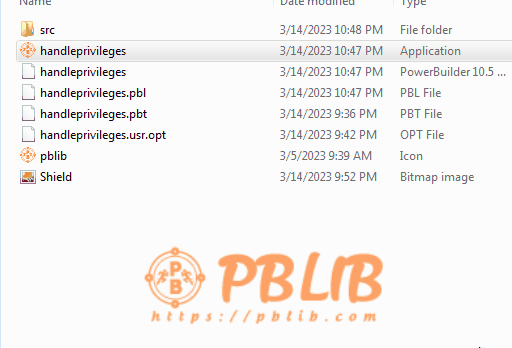 Name Date modified Type
src 3/14/2023 10:48 PM File folder
handleprivileges 3/14/2023 10:47 PM Application
handleprivileges 3/14/2023 10:47 PM PowerBuilder 10.5 ...
handleprivileges.pbl 3/14/2023 10:47 PM PBL File
handleprivileges.pbt 3/14/2023 9:36 PM PBT File
handleprivileges.usr.opt 3/14/2023 9:42 PM OPT File
pblib 3/5/2023 9:39 AM Icon
Shield 3/14/2023 9:52 PM Bitmap image
PB
PBLIB
https://pblib.com